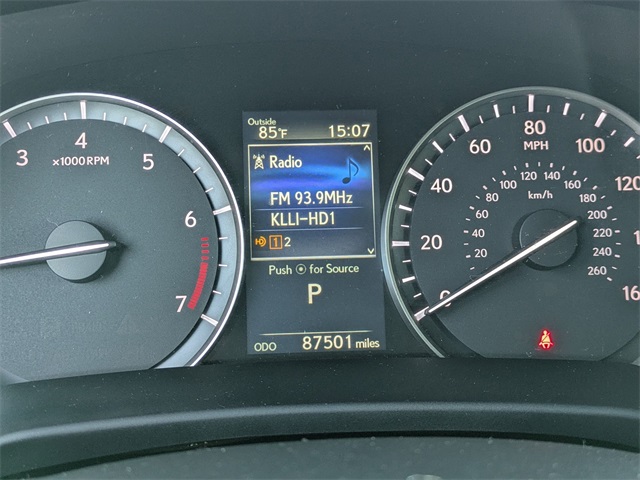 3
4
5
6
7
×1000RPM
Outside
85°F 15:07
Radio
FM 93.9MHz
KLLI-HD1
HD 1 2
Push ⦿ for Source
P
ODO 87501 miles
0
20
40
60
80
100
120
MPH
km/h
20
40
60
80
100
120
140
160
180
200
220
240
260